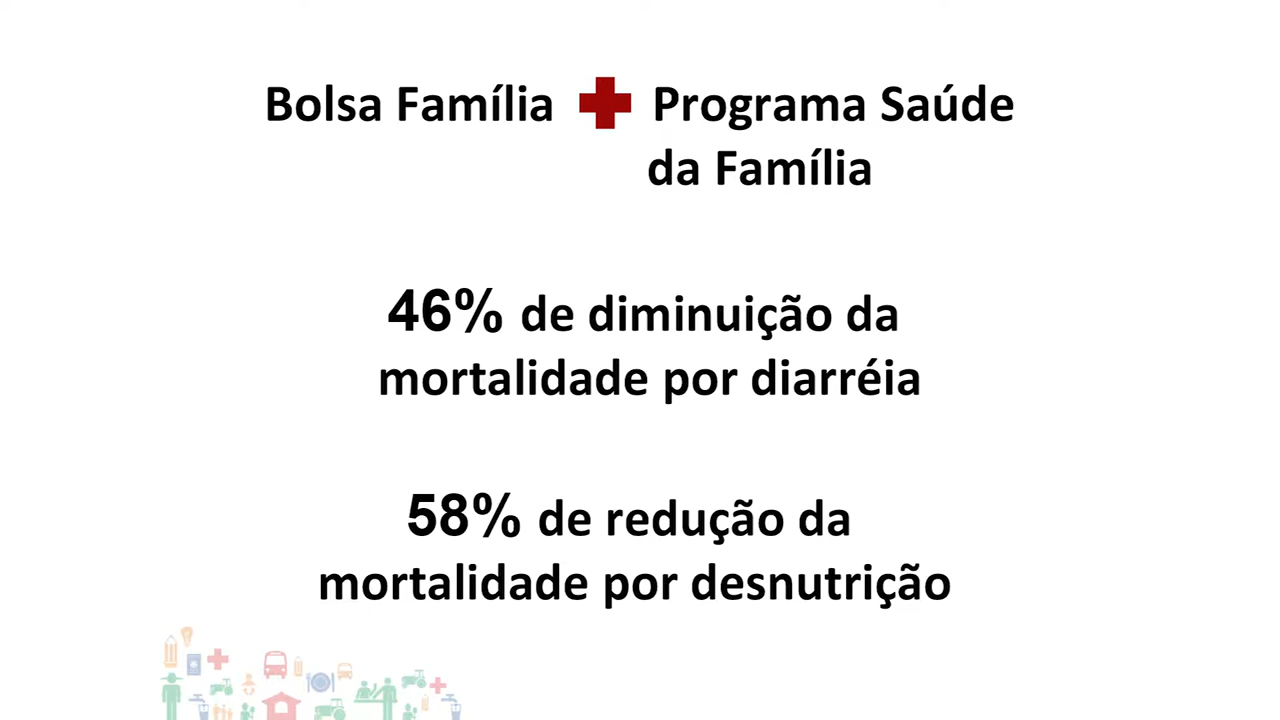 Bolsa Família Programa Saúde
da Família
46% de diminuição da
mortalidade por diarréia
58% de redução da
mortalidade por desnutrição